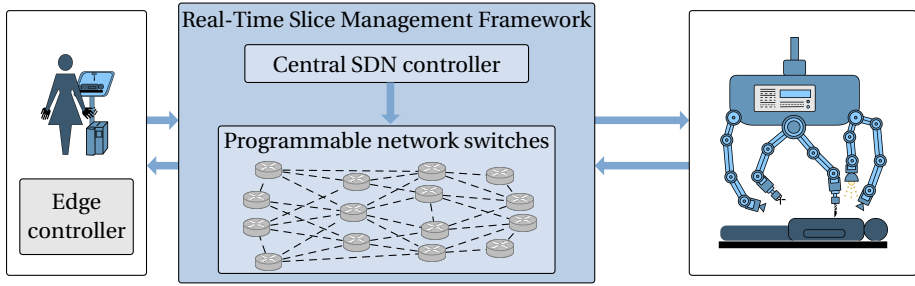 Real-Time Slice Management Framework
Central SDN controller
Programmable network switches
Edge
controller